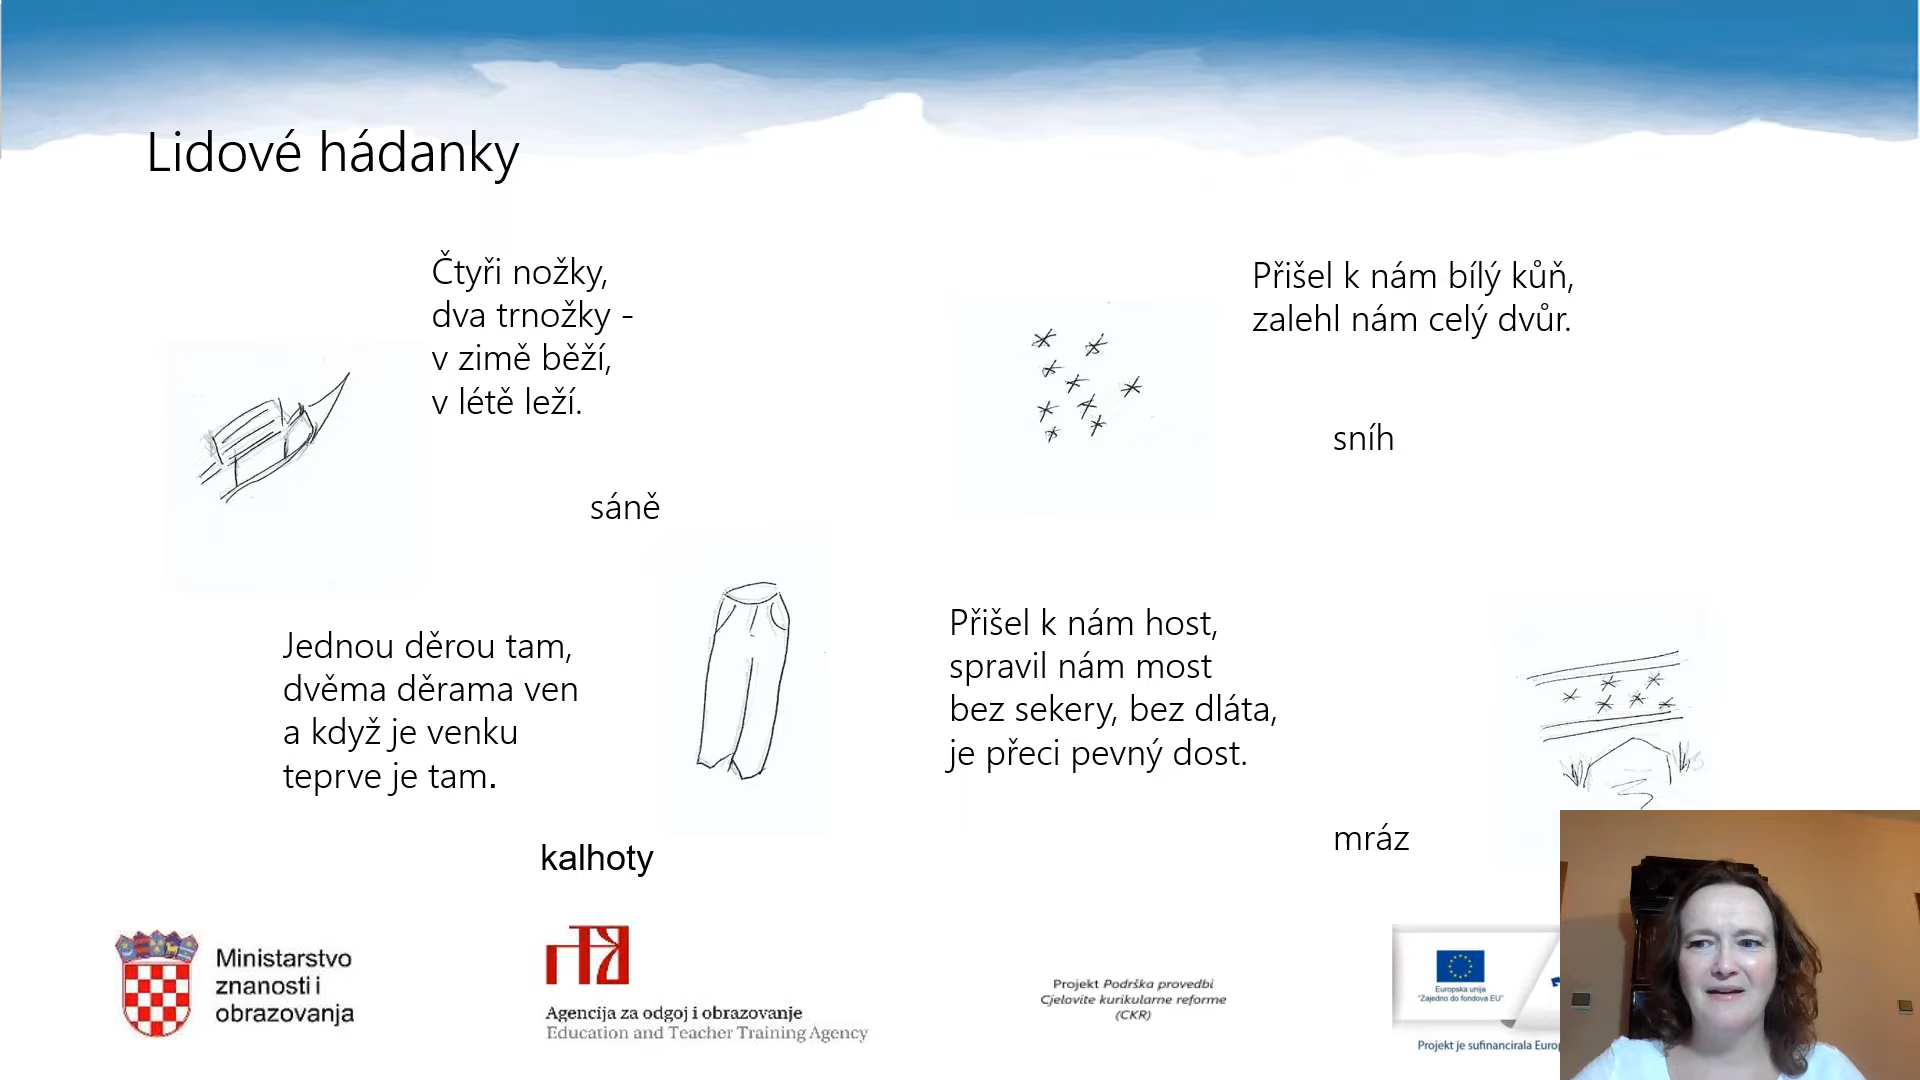 Lidové hádanky
Čtyři nožky,
dva trnožky -
v zimě běží,
v létě leží.
sáně
Přišel k nám bílý kůň,
zalehl nám celý dvůr.
sníh
Jednou děrou tam,
dvěma děrama ven
a když je venku
teprve je tam.
kalhoty
Přišel k nám host,
spravil nám most
bez sekery, bez dláta,
je přeci pevný dost.
mráz
Ministarstvo
znanosti i
obrazovanja
Agencija za odgoj i obrazovanje
Education and Teacher Training Agency
Projekt Podrška provedbi
Cjelovite kurikularne reforme
(CKR)
Europska unija
"Zajedno do fondova EU"
Projekt je sufinancirala